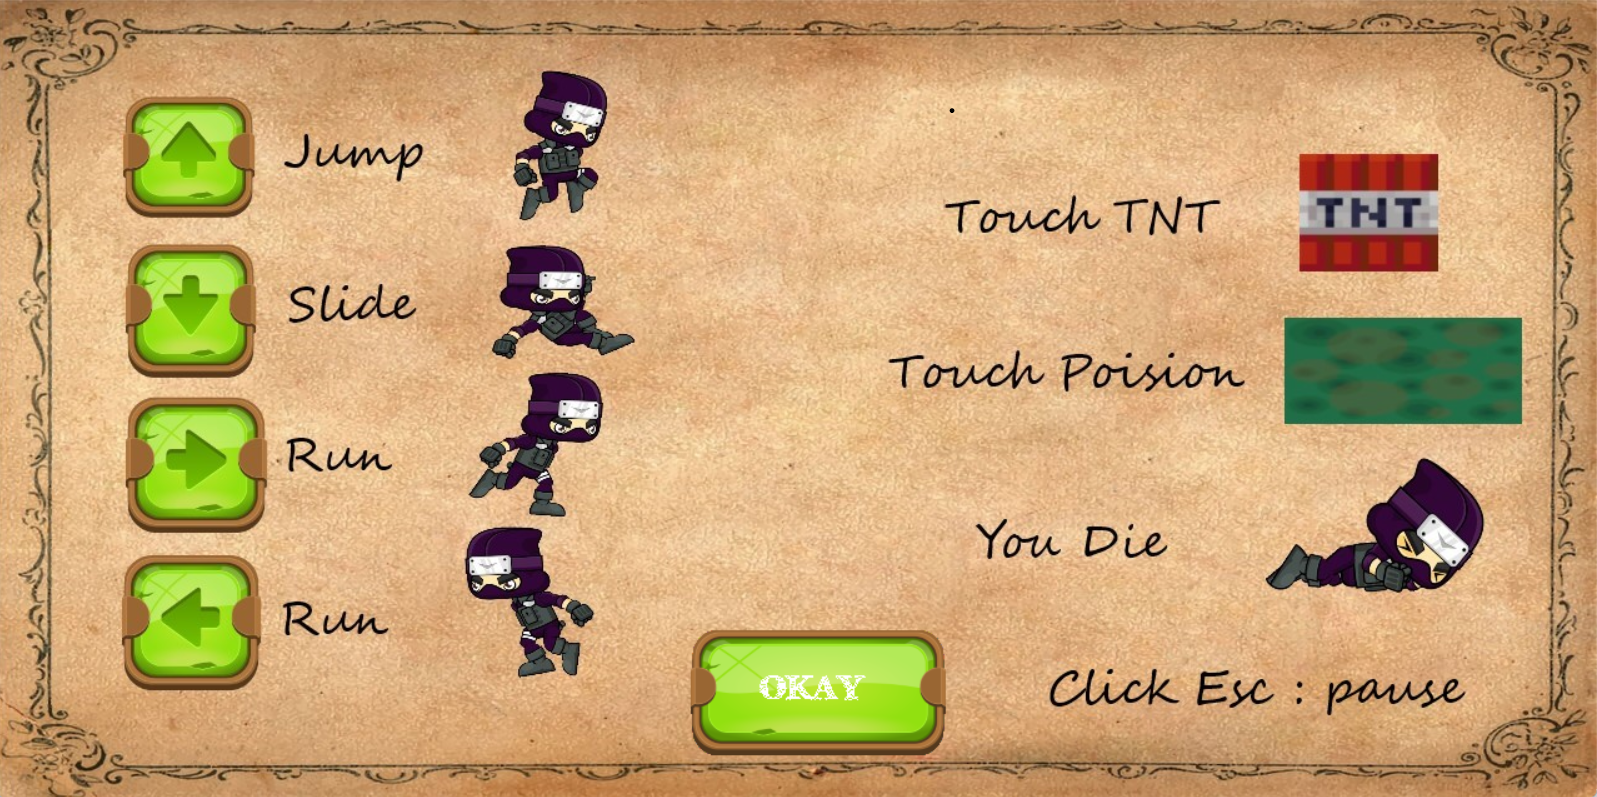 Jump
Slide
Run
Run
Touch TNT
TNT
Touch Poision
You Die
OKAY
Click Esc : pause